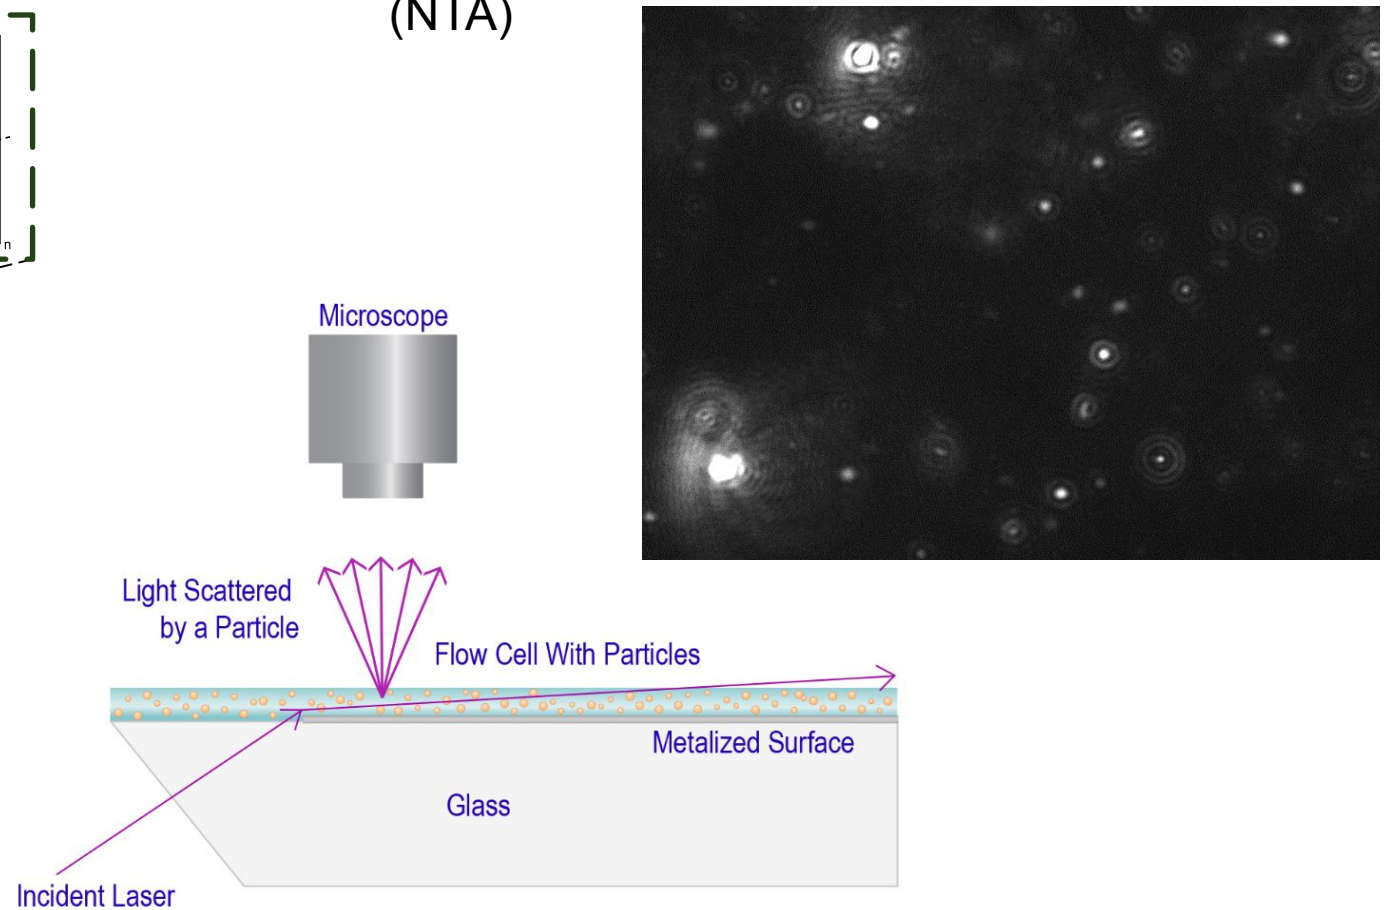 (NTA)
n
Microscope
Light Scattered
by a Particle
Flow Cell With Particles
Metalized Surface
Glass
Incident Laser